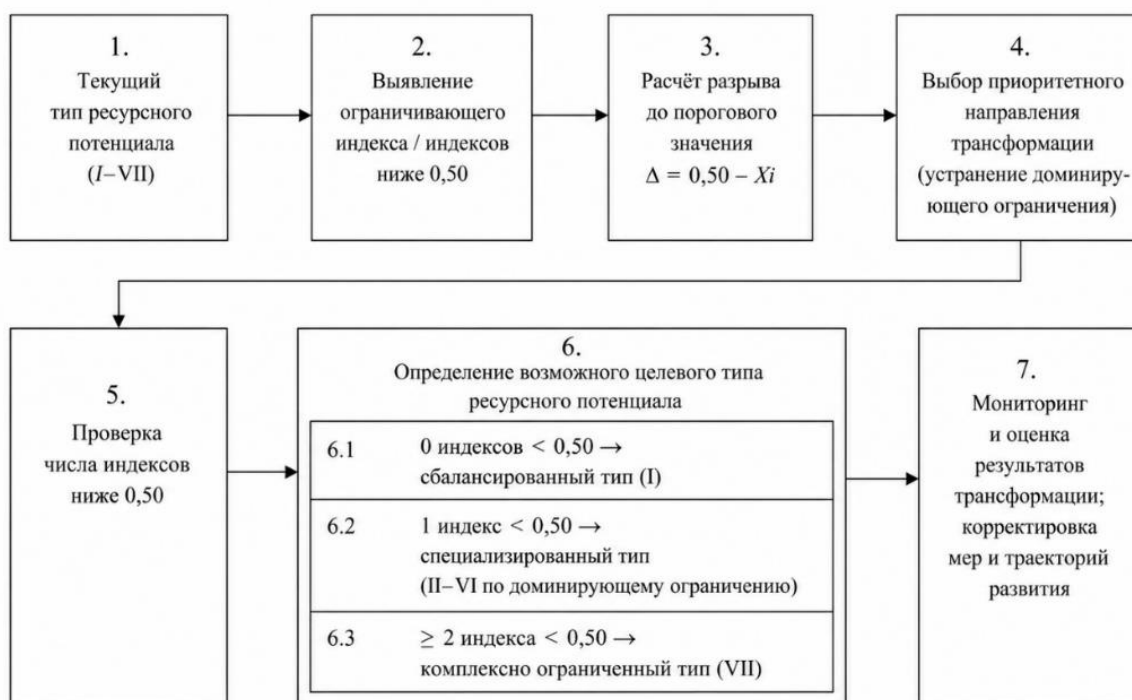 1.
Текущий
тип ресурсного
потенциала
(I–VII)
2.
Выявление
ограничивающего
индекса / индексов
ниже 0,50
3.
Расчёт разрыва
до порогового
значения
Δ = 0,50 – Xi
4.
Выбор приоритетного
направления
трансформации
(устранение доминиру-
ющего ограничения)
5.
Проверка
числа индексов
ниже 0,50
6.
Определение возможного целевого типа
ресурсного потенциала
6.1 0 индексов < 0,50 →
сбалансированный тип (I)
6.2 1 индекс < 0,50 →
специализированный тип
(II–VI по доминирующему ограничению)
6.3 ≥ 2 индекса < 0,50 →
комплексно ограниченный тип (VII)
7.
Мониторинг
и оценка
результатов
трансформации;
корректировка
мер и траекторий
развития